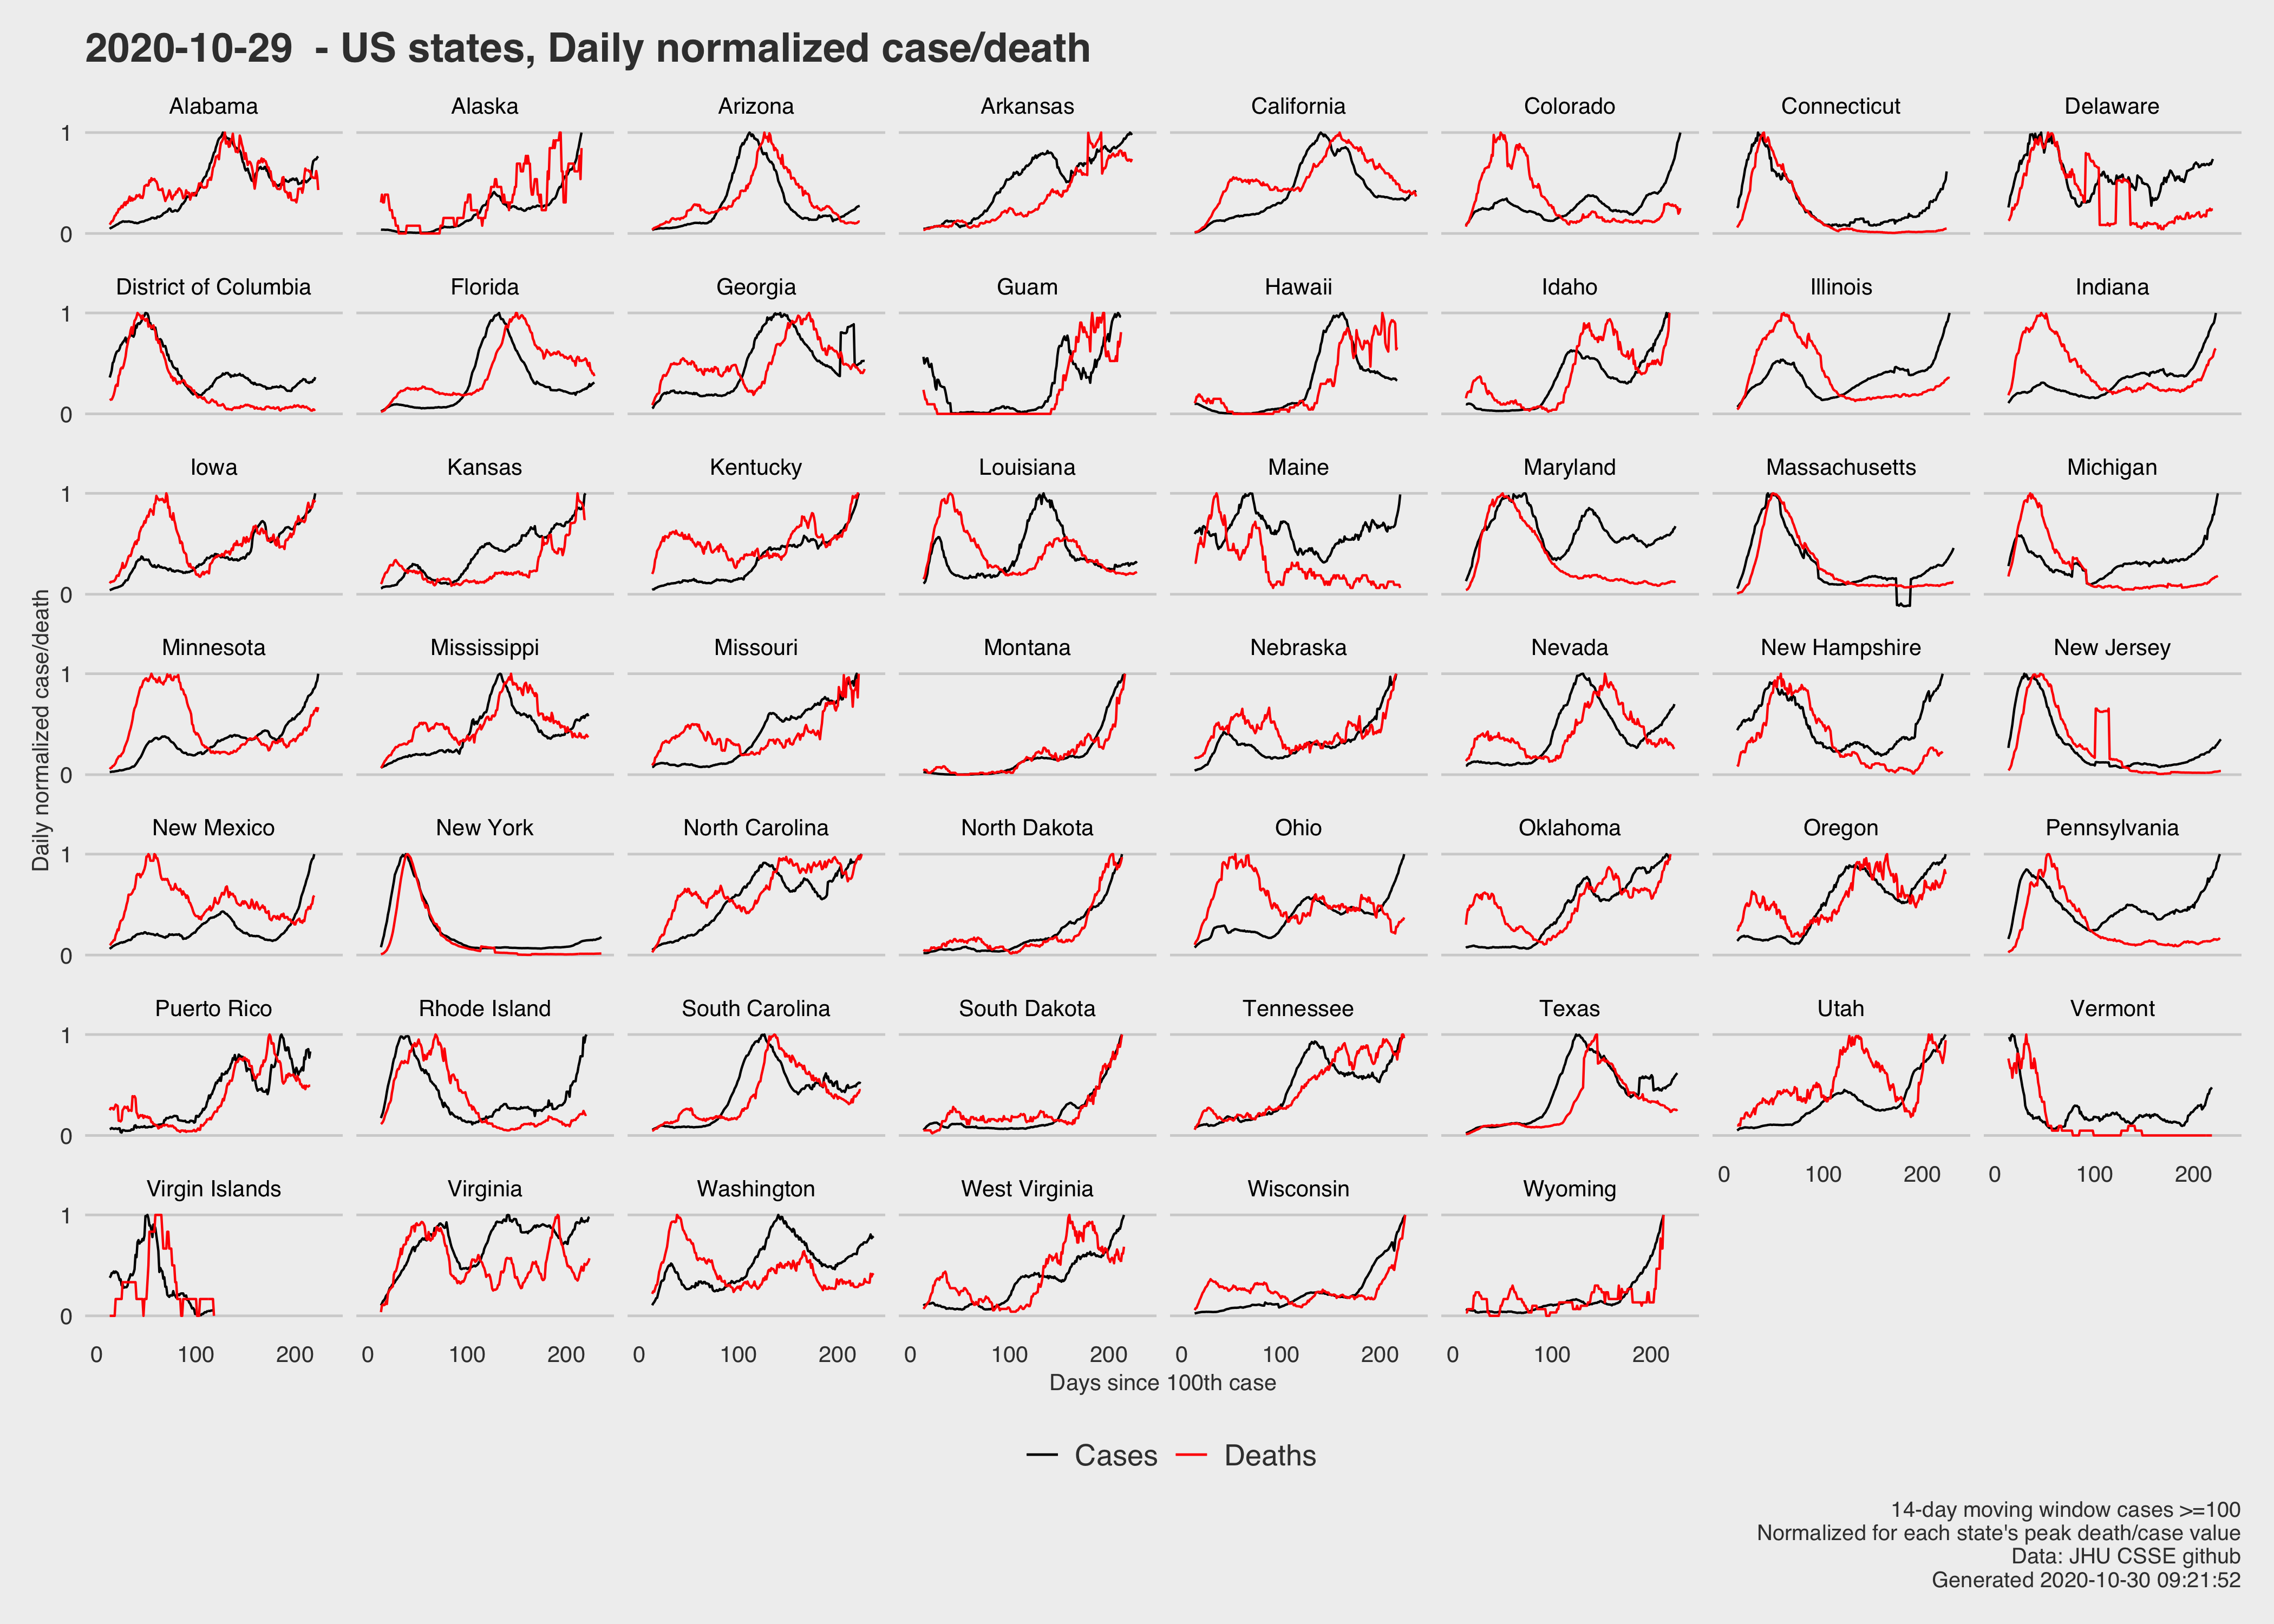 2020-10-29  - US states, Daily normalized case/death
Alabama Alaska Arizona Arkansas California Colorado Connecticut Delaware
1
0
District of Columbia Florida Georgia Guam Hawaii Idaho Illinois Indiana
1
0
Iowa Kansas Kentucky Louisiana Maine Maryland Massachusetts Michigan
1
0
Daily normalized case/death
Minnesota Mississippi Missouri Montana Nebraska Nevada New Hampshire New Jersey
1
0
New Mexico New York North Carolina North Dakota Ohio Oklahoma Oregon Pennsylvania
1
0
Puerto Rico Rhode Island South Carolina South Dakota Tennessee Texas Utah Vermont
1
0
0 100 200 0 100 200
Virgin Islands Virginia Washington West Virginia Wisconsin Wyoming
1
0
0 100 200 0 100 200 0 100 200 0 100 200 0 100 200 0 100 200
Days since 100th case
Cases Deaths
14-day moving window cases >=100
Normalized for each state's peak death/case value
Data: JHU CSSE github
Generated 2020-10-30 09:21:52